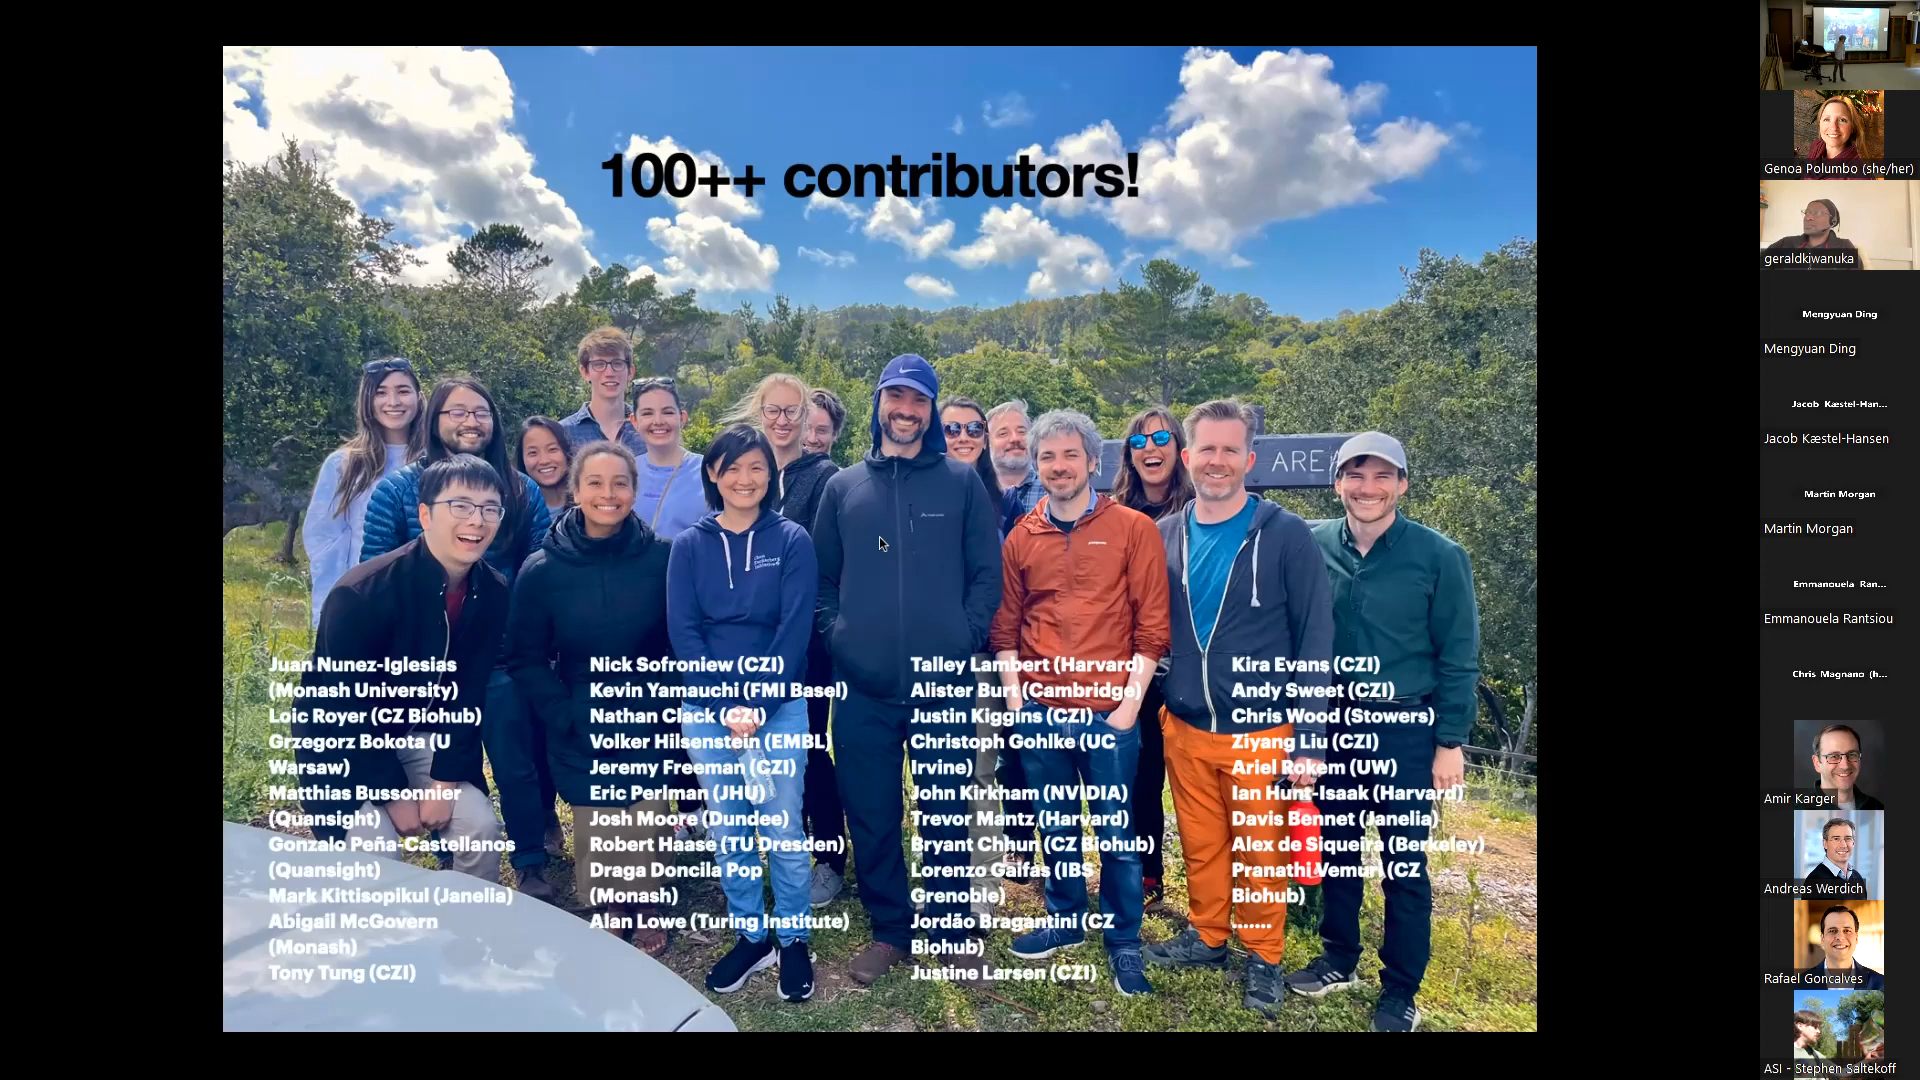 100++ contributors!
AREA
Juan Nunez-Iglesias
(Monash University)
Loic Royer (CZ Biohub)
Grzegorz Bokota (U
Warsaw)
Matthias Bussonnier
(Quansight)
Gonzalo Peña-Castellanos
(Quansight)
Mark Kittisopikul (Janelia)
Abigail McGovern
(Monash)
Tony Tung (CZI)
Nick Sofroniew (CZI)
Kevin Yamauchi (FMI Basel)
Nathan Clack (CZI)
Volker Hilsenstein (EMBL)
Jeremy Freeman (CZI)
Eric Perlman (JHU)
Josh Moore (Dundee)
Robert Haase (TU Dresden)
Draga Doncila Pop
(Monash)
Alan Lowe (Turing Institute)
Talley Lambert (Harvard)
Alister Burt (Cambridge)
Justin Kiggins (CZI)
Christoph Gohlke (UC
Irvine)
John Kirkham (NVIDIA)
Trevor Mantz (Harvard)
Bryant Chhun (CZ Biohub)
Lorenzo Gaifas (IBS
Grenoble)
Jordão Bragantini (CZ
Biohub)
Justine Larsen (CZI)
Kira Evans (CZI)
Andy Sweet (CZI)
Chris Wood (Stowers)
Ziyang Liu (CZI)
Ariel Rokem (UW)
Ian Hunt-Isaak (Harvard)
Davis Bennet (Janelia)
Alex de Siqueira (Berkeley)
Pranathi Vemuri (CZ
Biohub)
.......
Genoa Polumbo (she/her)
geraldkiwanuka
Mengyuan Ding
Mengyuan Ding
Jacob Kæstel-Han...
Jacob Kæstel-Hansen
Martin Morgan
Martin Morgan
Emmanouela Ran...
Emmanouela Rantsiou
Chris Magnano (h...
Amir Karger
Andreas Werdich
Rafael Goncalves
ASI - Stephen Saltekoff